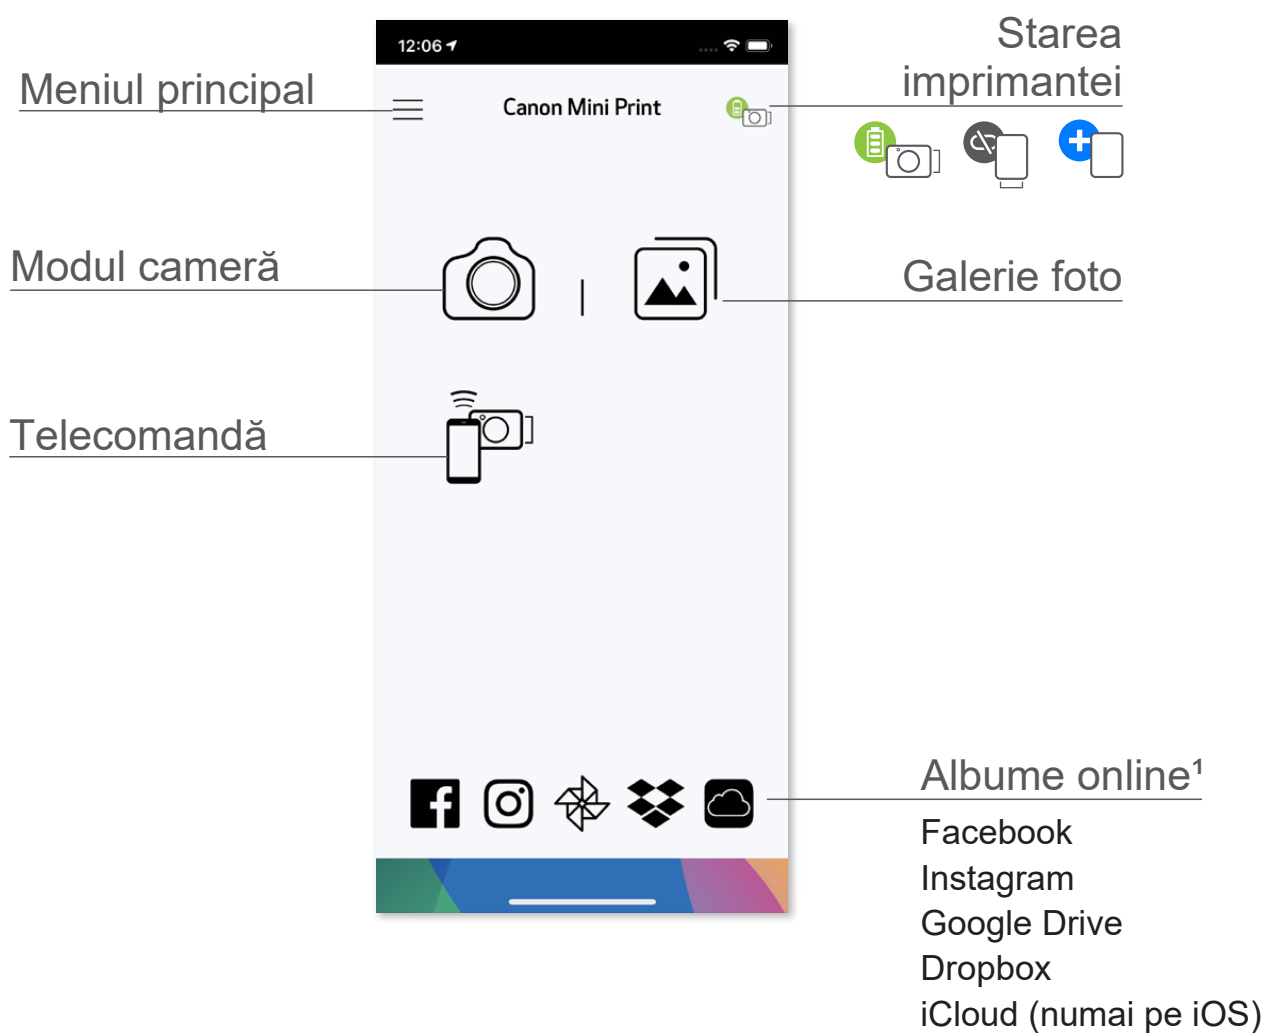 12:06
Starea
imprimantei
Meniul principal
Canon Mini Print
Modul cameră
Galerie foto
Telecomandă
Albume online¹
Facebook
Instagram
Google Drive
Dropbox
iCloud (numai pe iOS)